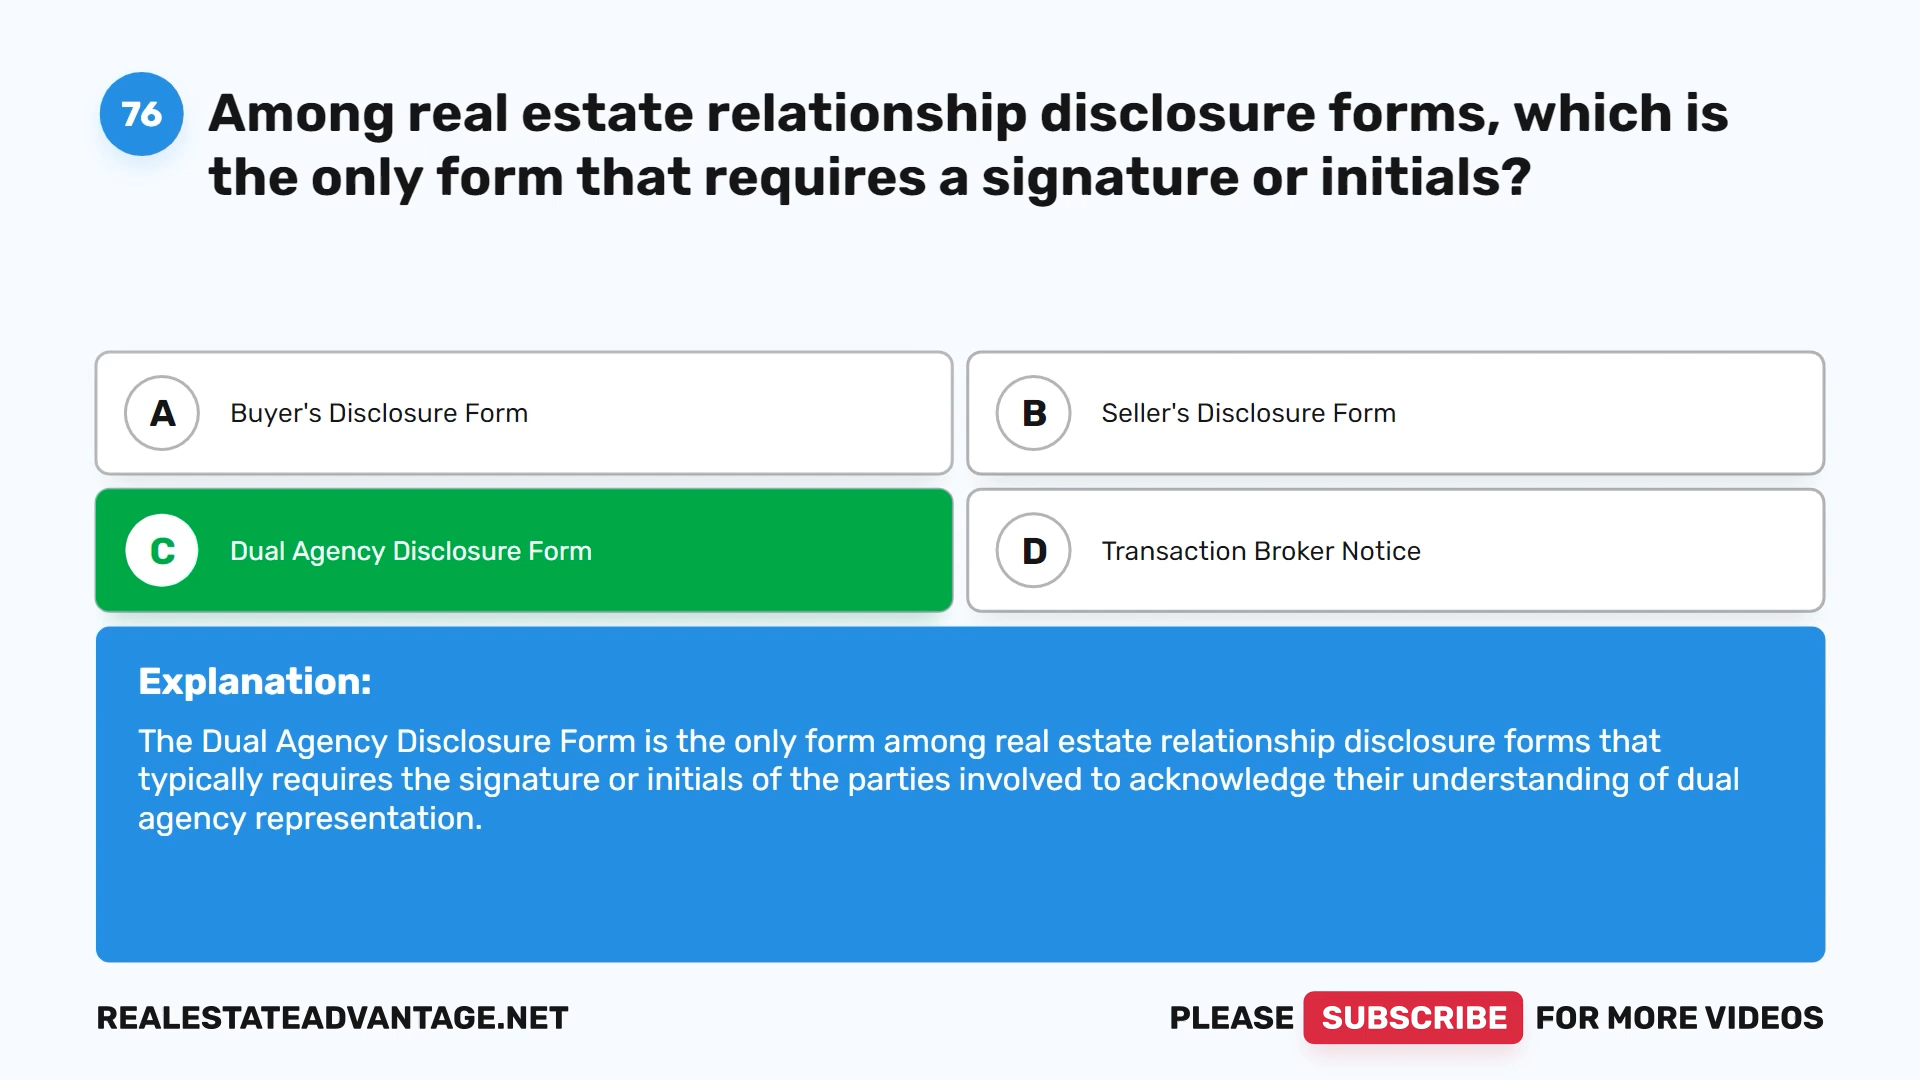 76
Among real estate relationship disclosure forms, which is
the only form that requires a signature or initials?
A Buyer's Disclosure Form
B Seller's Disclosure Form
C Dual Agency Disclosure Form
D Transaction Broker Notice
Explanation:
The Dual Agency Disclosure Form is the only form among real estate relationship disclosure forms that
typically requires the signature or initials of the parties involved to acknowledge their understanding of dual
agency representation.
REALESTATEADVANTAGE.NET
PLEASE SUBSCRIBE FOR MORE VIDEOS